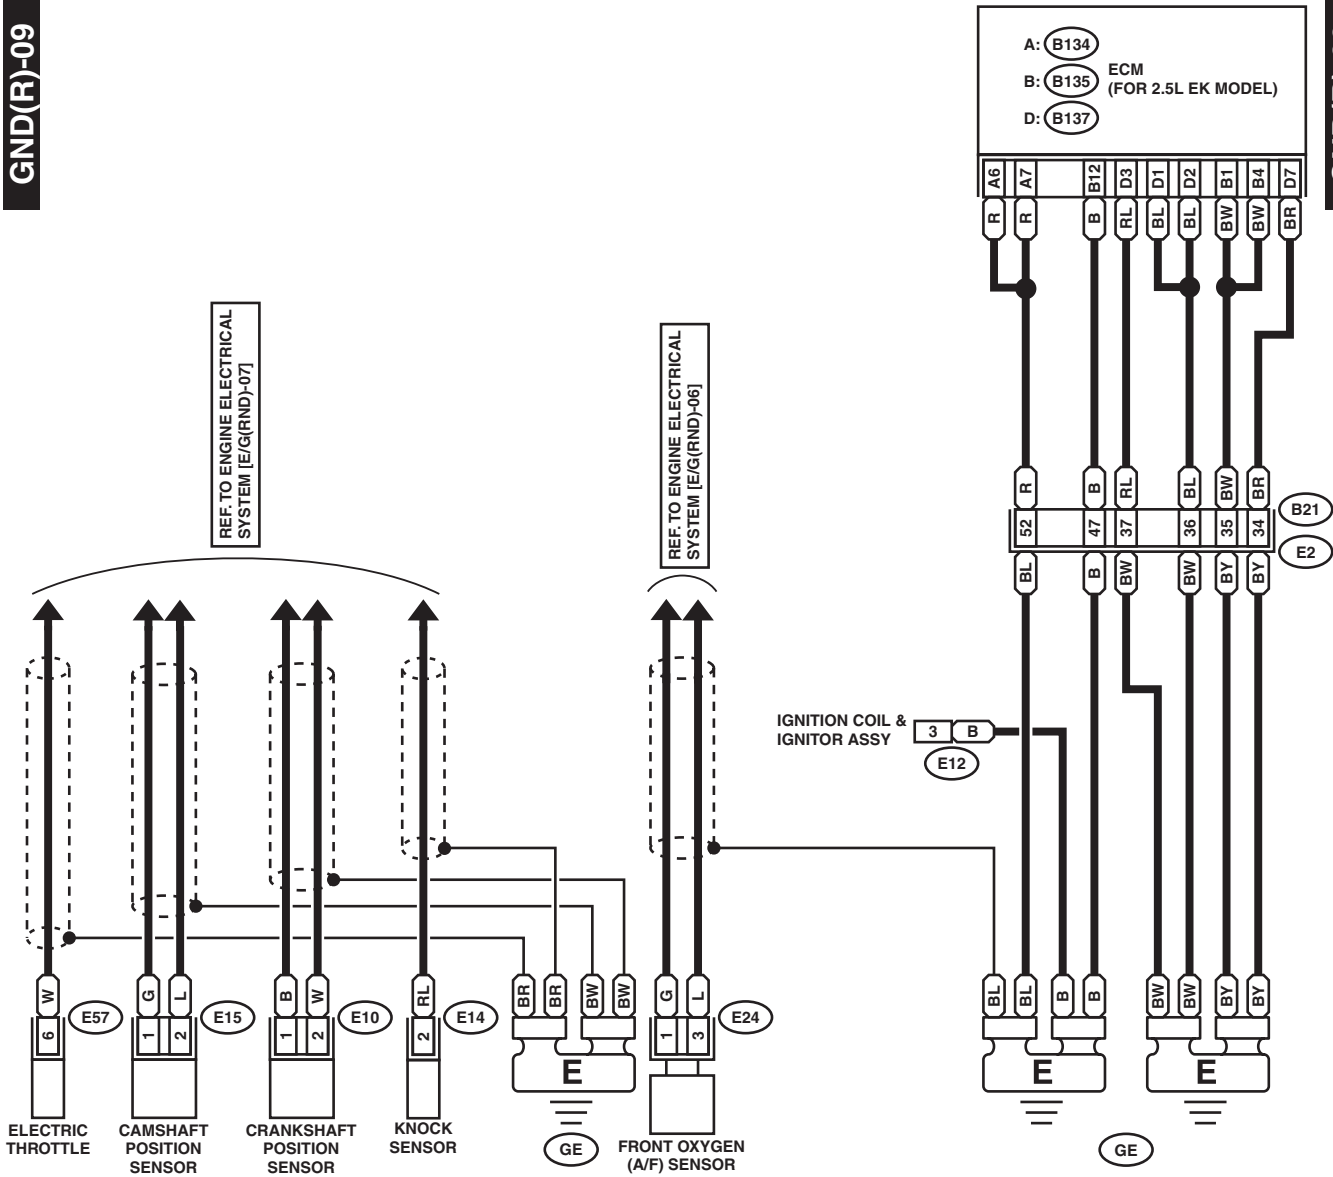 GND(R)-09
A: B134
B: B135
D: B137
ECM
(FOR 2.5L EK MODEL)
A6 A7 B12 D3 D1 D2 B1 B4 D7
R R B RL BL BL BW BW BR
REF. TO ENGINE ELECTRICAL
SYSTEM [E/G(RND)-07]
REF. TO ENGINE ELECTRICAL
SYSTEM [E/G(RND)-06]
R B RL BL BW BR
52 47 37 36 35 34
B21
E2
BL B BW BW BY BY
IGNITION COIL &
IGNITOR ASSY
3 B
E12
W G L B W RL BR BR BW BW G L BL BL B B BW BW BY BY
6 E57 1 2 E15 1 2 E10 2 E14 1 3 E24
E E E
ELECTRIC
THROTTLE
CAMSHAFT
POSITION
SENSOR
CRANKSHAFT
POSITION
SENSOR
KNOCK
SENSOR
GE
FRONT OXYGEN
(A/F) SENSOR
GE